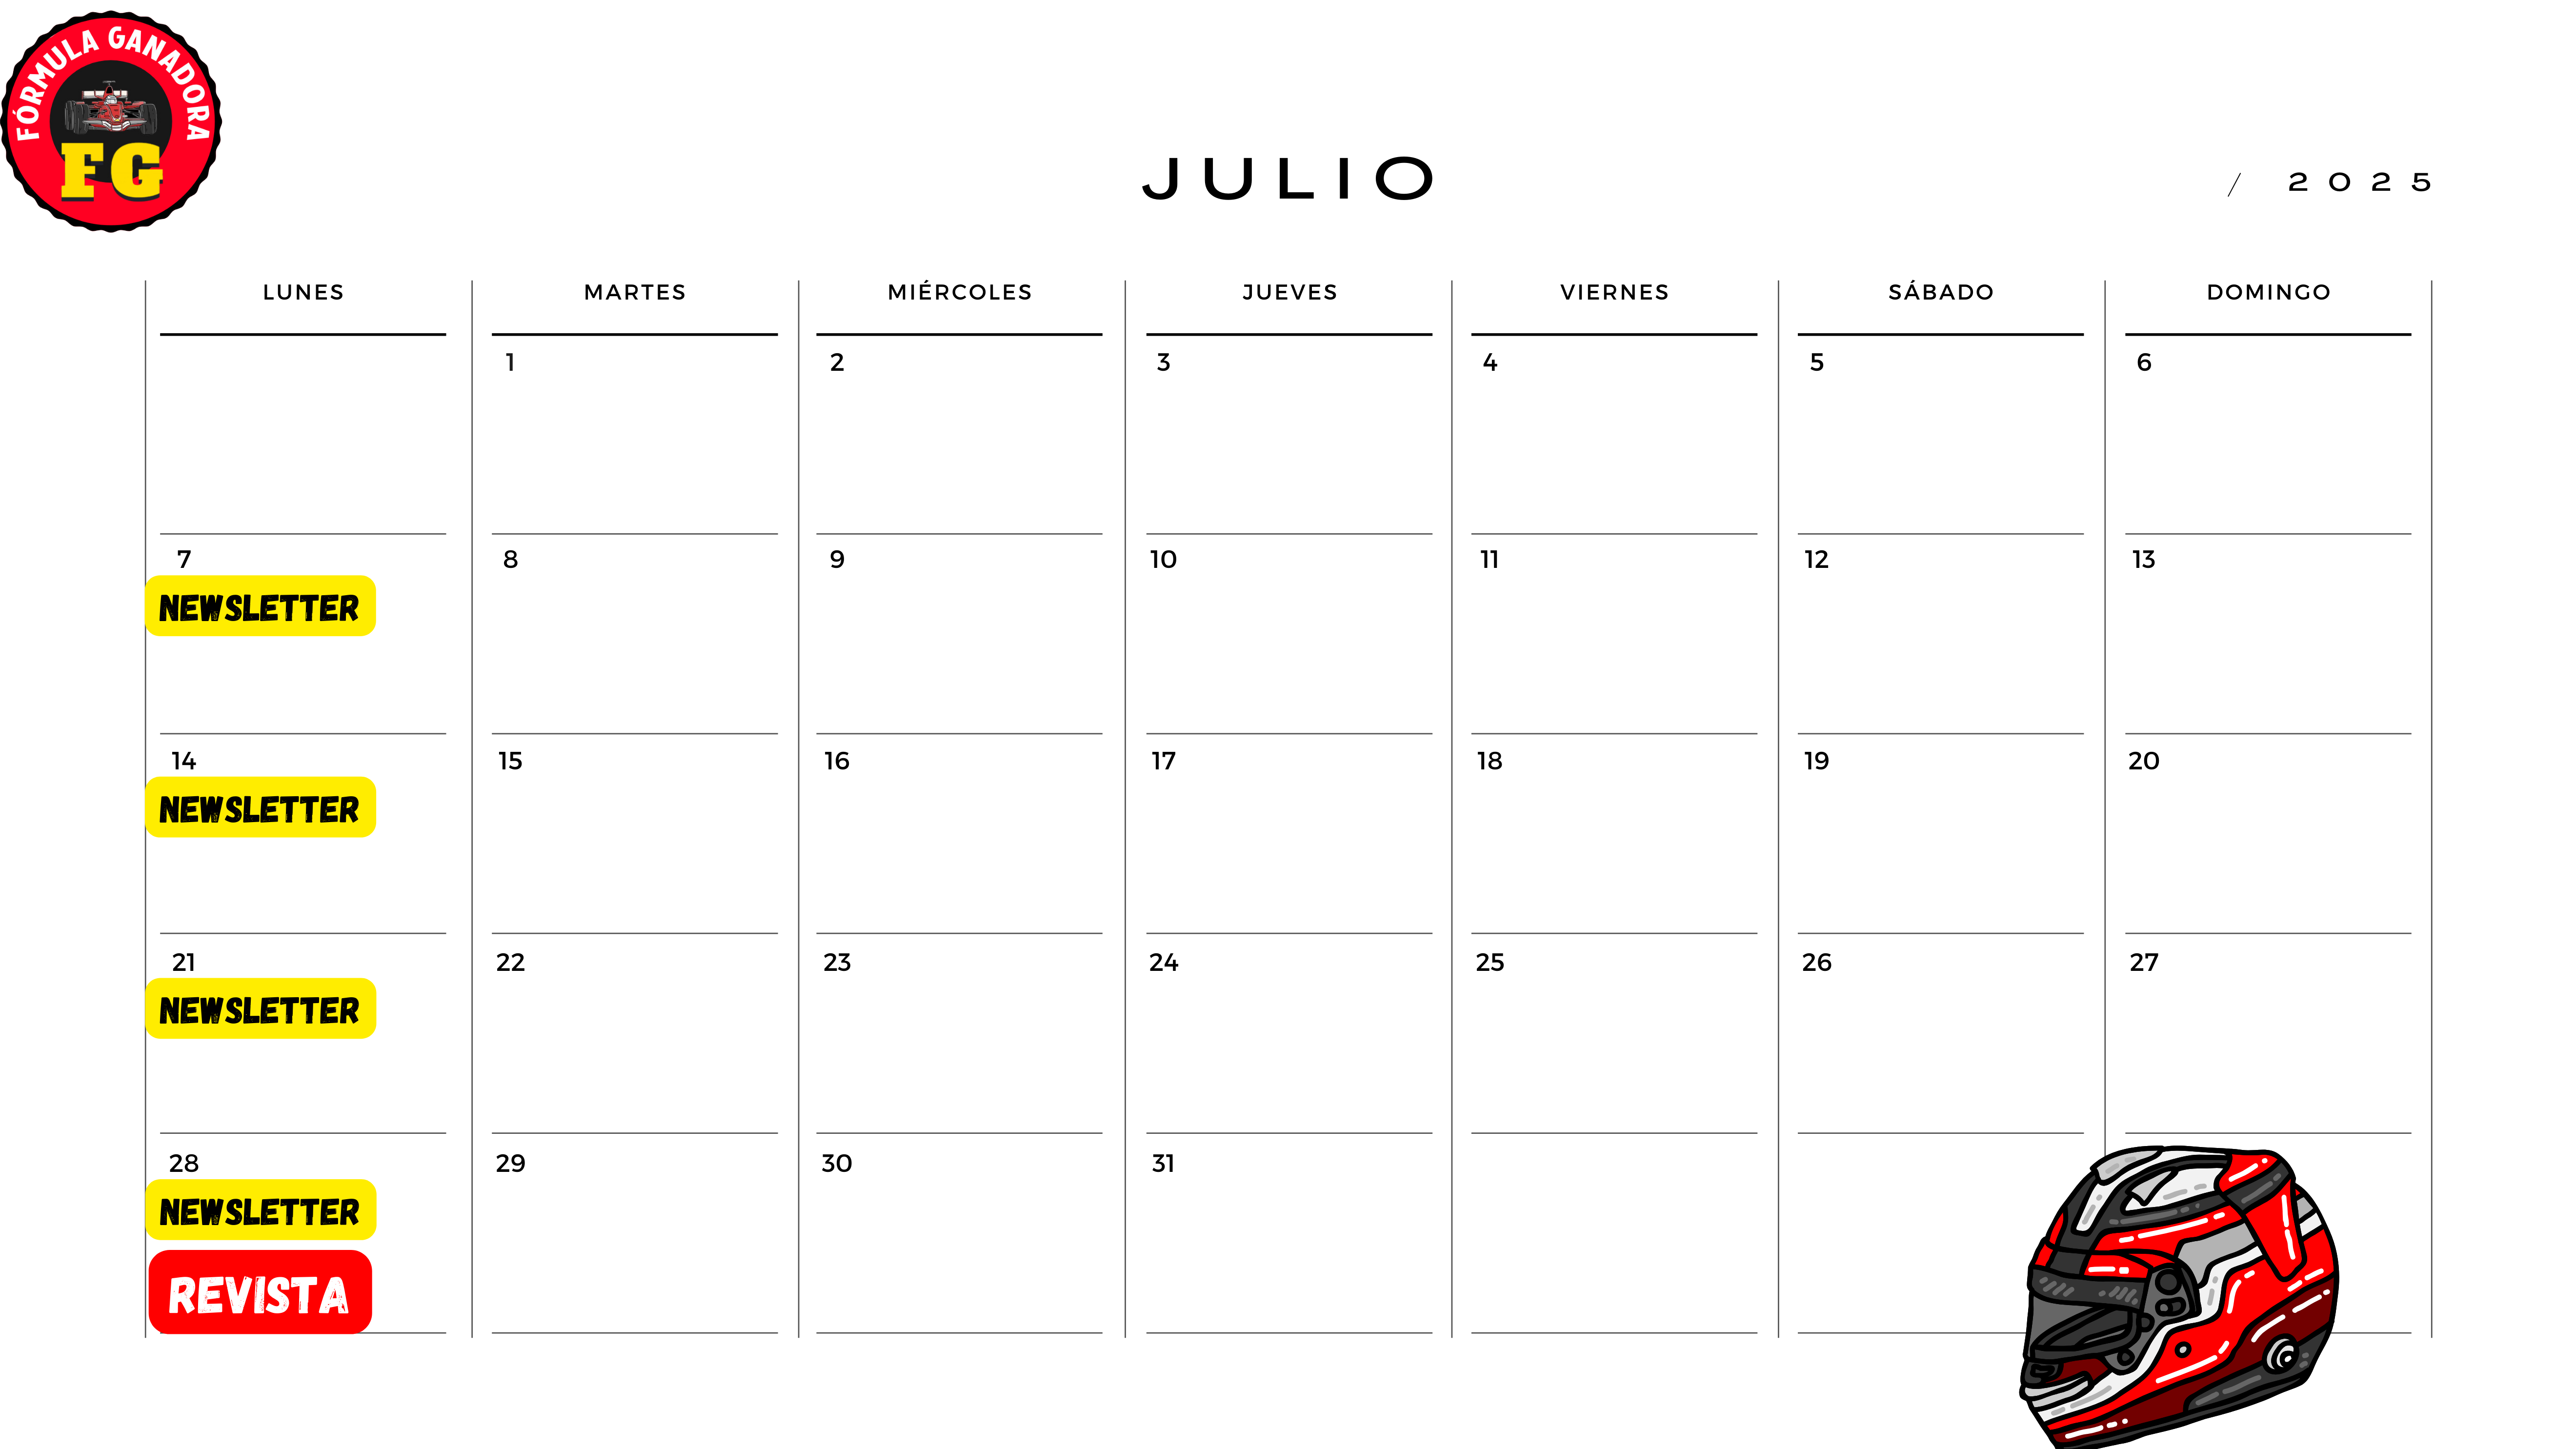 FÓRMULA GANADORA
FG
JULIO
/ 2025
LUNES MARTES MIÉRCOLES JUEVES VIERNES SÁBADO DOMINGO
1 2 3 4 5 6
7 8 9 10 11 12 13
NEWSLETTER
14 15 16 17 18 19 20
NEWSLETTER
21 22 23 24 25 26 27
NEWSLETTER
28 29 30 31
NEWSLETTER
REVISTA